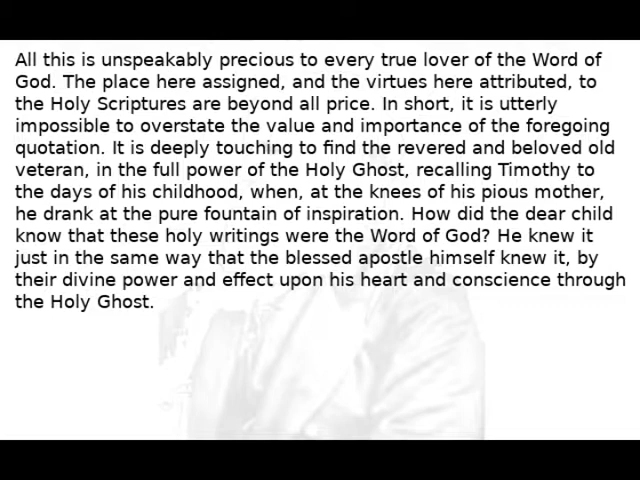 All this is unspeakably precious to every true lover of the Word of
God. The place here assigned, and the virtues here attributed, to
the Holy Scriptures are beyond all price. In short, it is utterly
impossible to overstate the value and importance of the foregoing
quotation. It is deeply touching to find the revered and beloved old
veteran, in the full power of the Holy Ghost, recalling Timothy to
the days of his childhood, when, at the knees of his pious mother,
he drank at the pure fountain of inspiration. How did the dear child
know that these holy writings were the Word of God? He knew it
just in the same way that the blessed apostle himself knew it, by
their divine power and effect upon his heart and conscience through
the Holy Ghost.